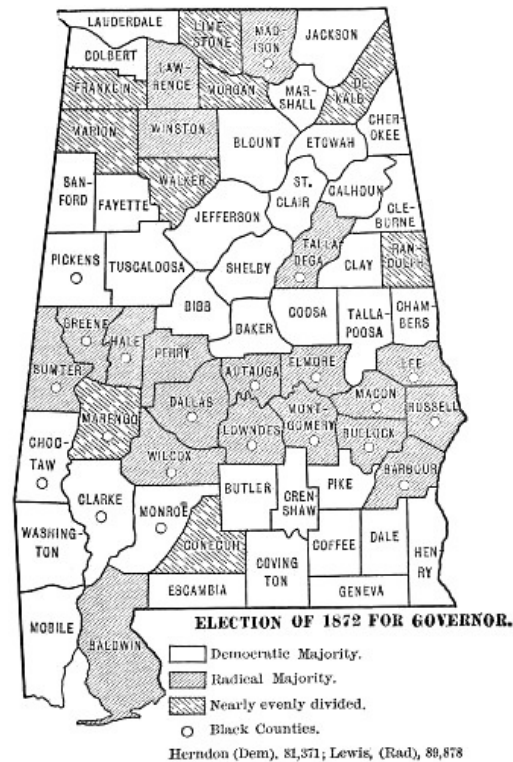 LAUDERDALE
LIME-
STONE
MAD-
ISON
JACKSON
COLBERT
LAW-
RENCE
FRANKLIN
MORGAN
MAR-
SHALL
DE
KALB
MARION
WINSTON
BLOUNT
ETOWAH
CHER-
OKEE
SAN-
FORD
FAYETTE
WALKER
JEFFERSON
ST.
CLAIR
CALHOUN
CLE-
BURNE
PICKENS
TUSCALOOSA
SHELBY
TALLA
DEGA
CLAY
RAN-
DOLPH
BIBB
BAKER
COOSA
TALLA-
POOSA
CHAM-
BERS
GREENE
HALE
PERRY
AUTAUGA
ELMORE
LEE
SUMTER
MARENGO
DALLAS
LOWNDES
MONT-
GOMERY
MACON
RUSSELL
BULLOCK
CHOC-
TAW
WILCOX
BARBOUR
CLARKE
MONROE
BUTLER
CREN-
SHAW
PIKE
WASHING-
TON
CONECUH
COVING
TON
COFFEE
DALE
HEN-
RY
ESCAMBIA
GENEVA
MOBILE
BALDWIN
ELECTION OF 1872 FOR GOVERNOR.
Democratic Majority.
Radical Majority.
Nearly evenly divided.
Black Counties.
Herndon (Dem). 81,371; Lewis, (Rad), 89,878